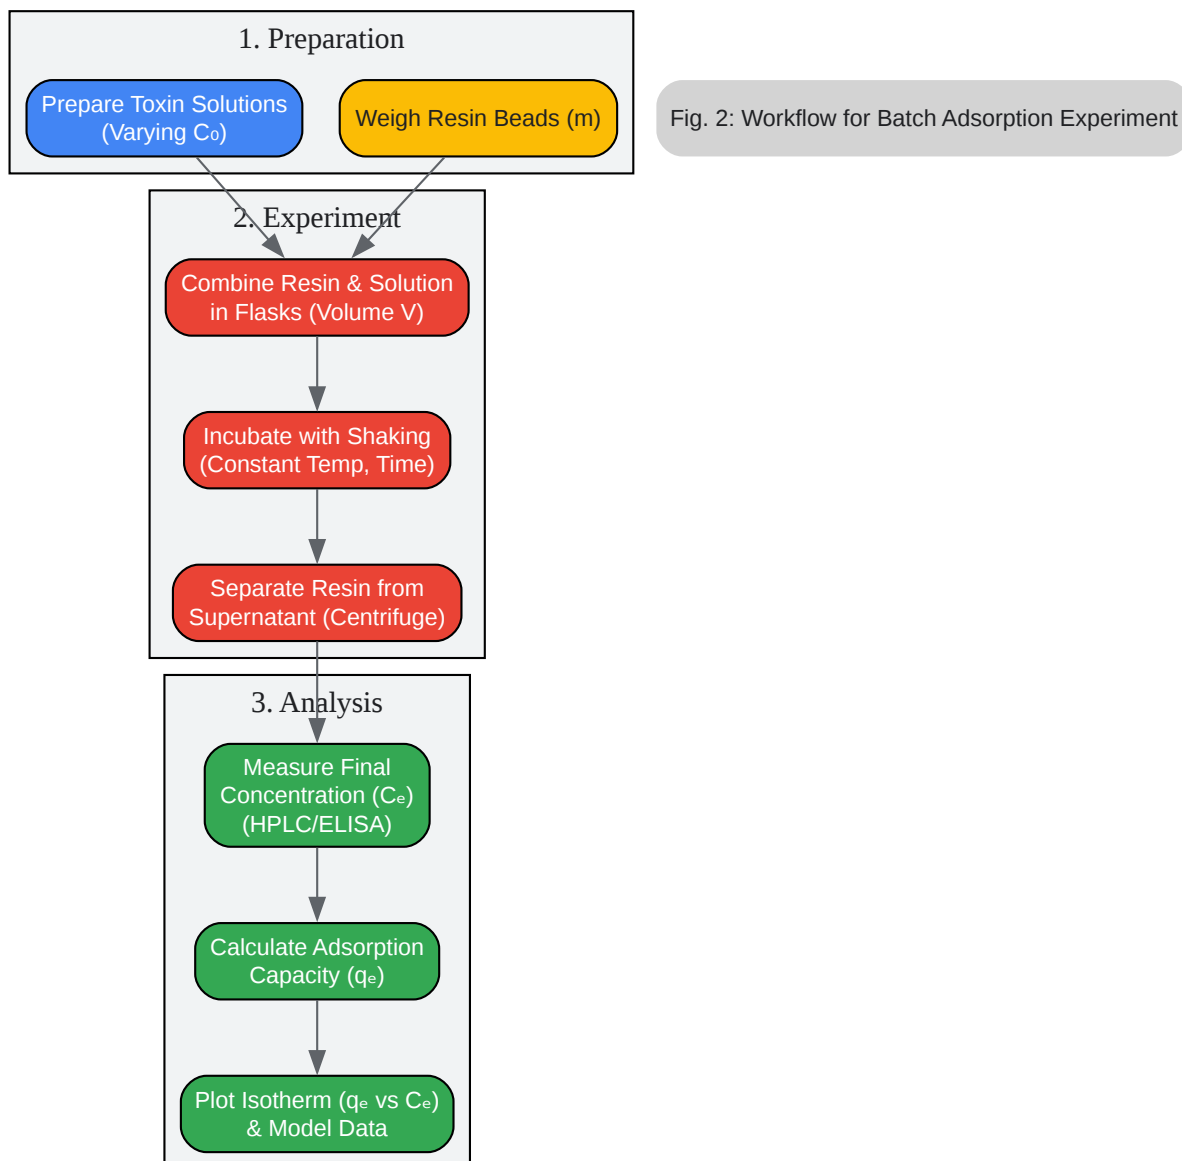 1. Preparation
Prepare Toxin Solutions
(Varying C₀)
Weigh Resin Beads (m)
Fig. 2: Workflow for Batch Adsorption Experiment
2. Experiment
Combine Resin & Solution
in Flasks (Volume V)
Incubate with Shaking
(Constant Temp, Time)
Separate Resin from
Supernatant (Centrifuge)
3. Analysis
Measure Final
Concentration (Cₑ)
(HPLC/ELISA)
Calculate Adsorption
Capacity (qₑ)
Plot Isotherm (qₑ vs Cₑ)
& Model Data